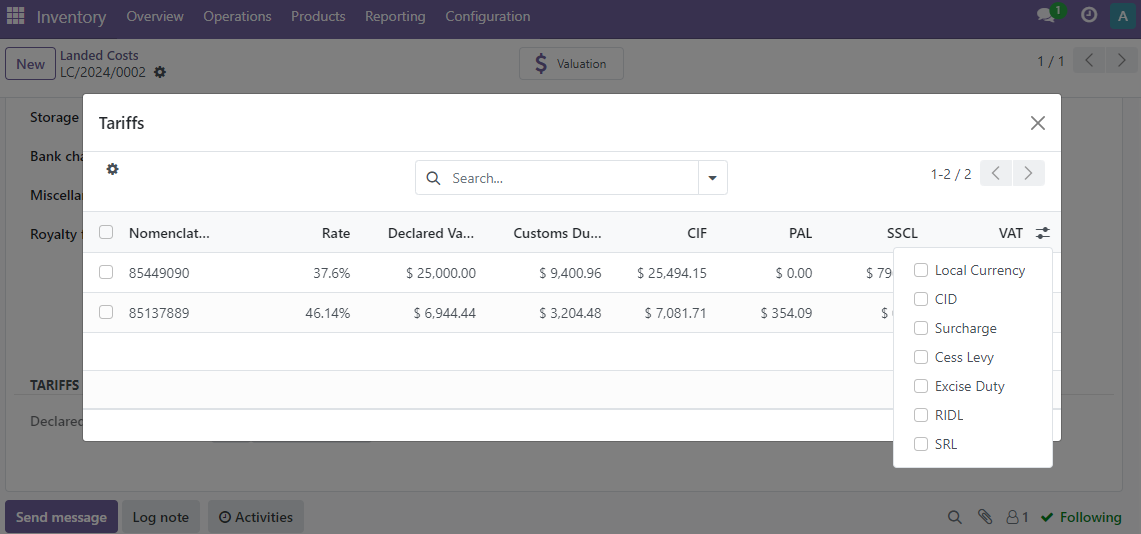 Inventory Overview Operations Products Reporting Configuration 1 A
New Landed Costs
LC/2024/0002
$ Valuation
1 / 1
Storage
Bank cha
Miscella
Royalty f
TARIFFS
Declared
Tariffs
Search...
1-2 / 2
Nomenclat... Rate Declared Va... Customs Du... CIF PAL SSCL VAT
85449090 37.6% $ 25,000.00 $ 9,400.96 $ 25,494.15 $ 0.00 $ 79
85137889 46.14% $ 6,944.44 $ 3,204.48 $ 7,081.71 $ 354.09 $
Local Currency
CID
Surcharge
Cess Levy
Excise Duty
RIDL
SRL
Send message Log note Activities 1 Following